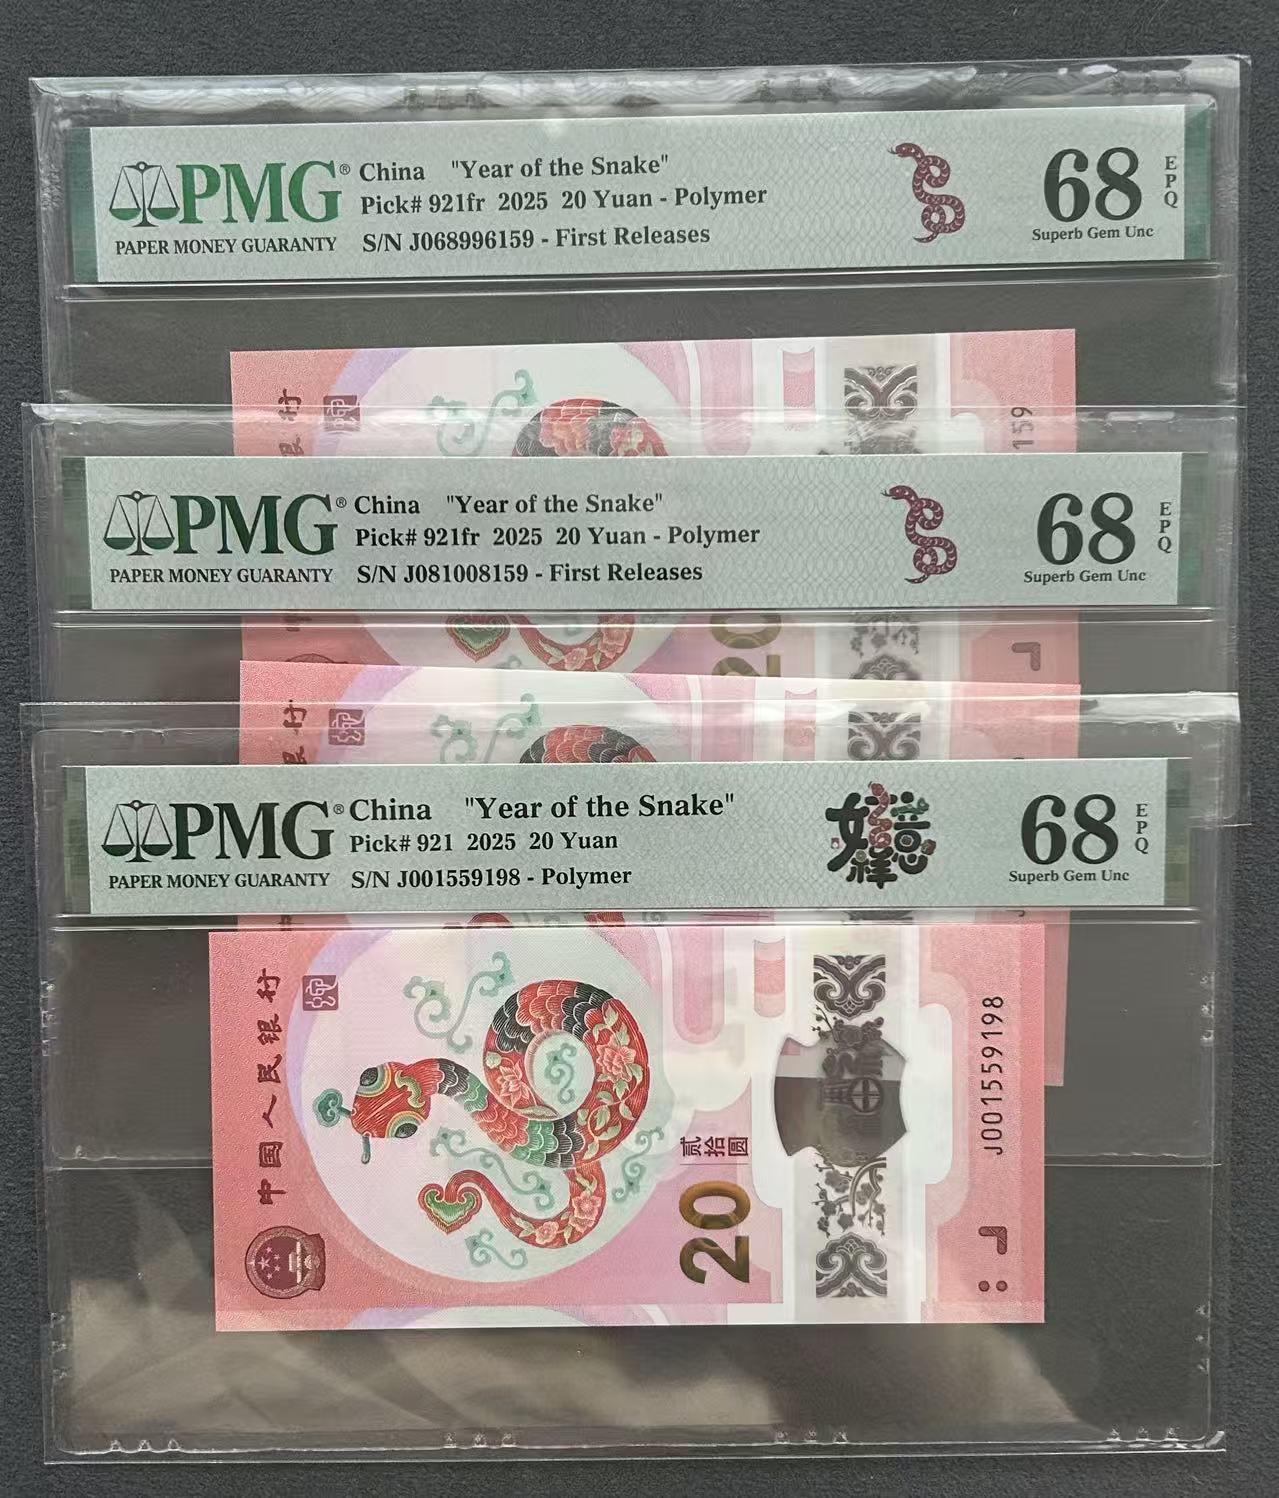 PMG® China "Year of the Snake"
Pick# 921fr 2025 20 Yuan - Polymer
PAPER MONEY GUARANTY S/N J068996159 - First Releases
68 EPQ
Superb Gem Unc
159
PMG® China "Year of the Snake"
Pick# 921fr 2025 20 Yuan - Polymer
PAPER MONEY GUARANTY S/N J081008159 - First Releases
68 EPQ
Superb Gem Unc
20
J
PMG® China "Year of the Snake"
Pick# 921 2025 20 Yuan
PAPER MONEY GUARANTY S/N J001559198 - Polymer
68 EPQ
Superb Gem Unc
中国人民银行
贰拾圆
20
J001559198